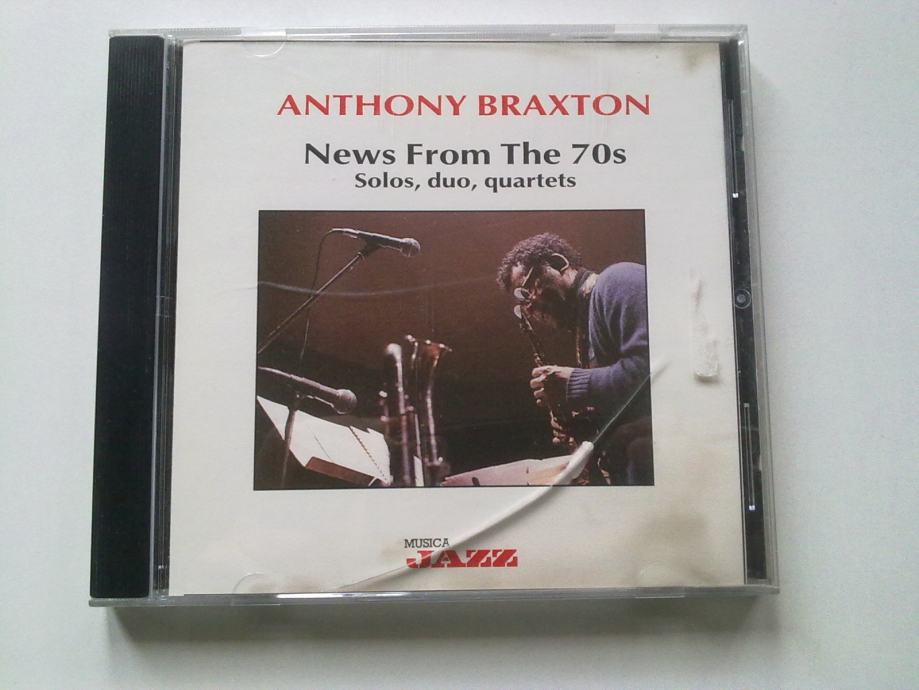 ANTHONY BRAXTON
News From The 70s
Solos, duo, quartets
MUSICA
JAZZ